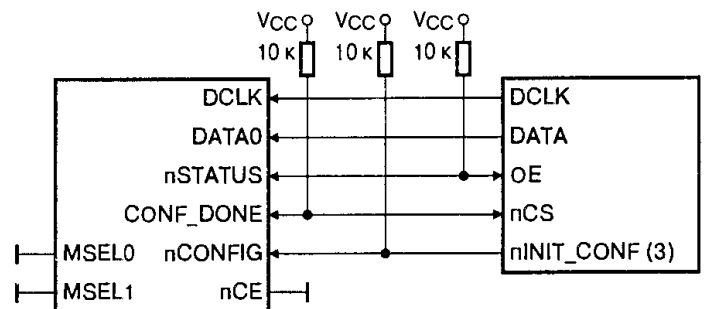 VCC VCC VCC
10 к 10 к 10 к
DCLK DCLK
DATA0 DATA
nSTATUS OE
CONF_DONE nCS
MSEL0 nCONFIG nINIT_CONF (3)
MSEL1 nCE